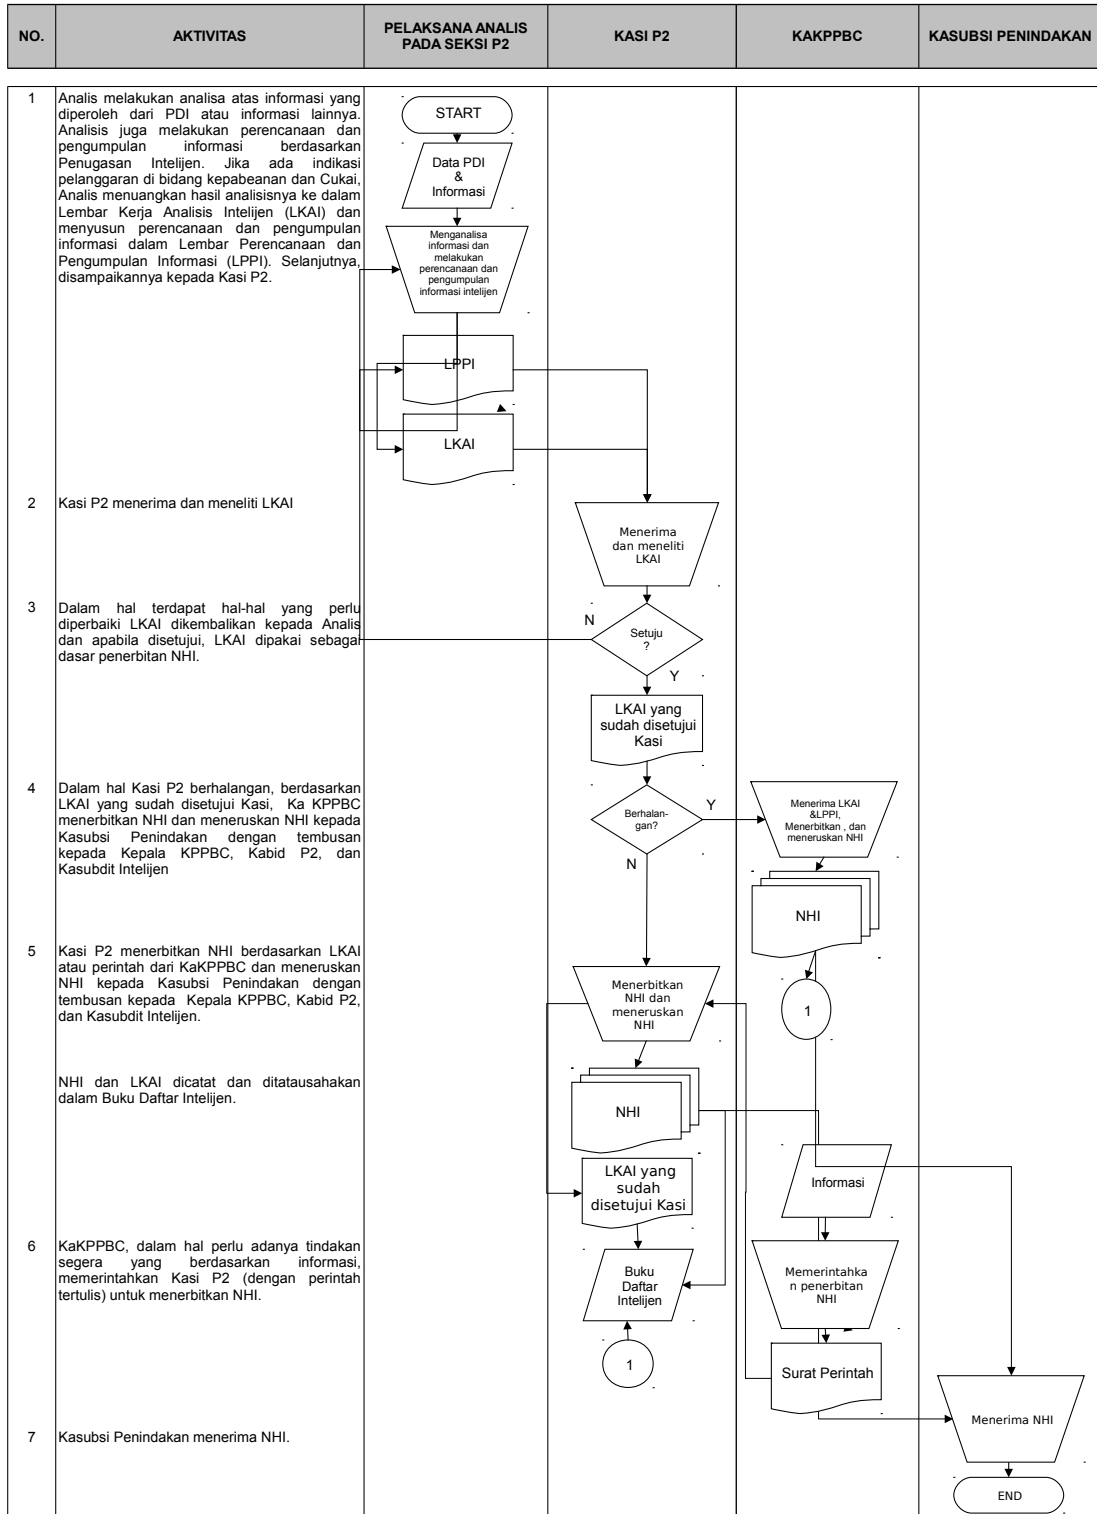 NO.
AKTIVITAS
PELAKSANA ANALIS
PADA SEKSI P2
KASI P2
KAKPPBC
KASUBSI PENINDAKAN
1
Analis melakukan analisa atas informasi yang
diperoleh dari PDI atau informasi lainnya.
Analisis juga melakukan perencanaan dan
pengumpulan informasi berdasarkan
Penugasan Intelijen. Jika ada indikasi
pelanggaran di bidang kepabeanan dan Cukai,
Analis menuangkan hasil analisisnya ke dalam
Lembar Kerja Analisis Intelijen (LKAI) dan
menyusun perencanaan dan pengumpulan
informasi dalam Lembar Perencanaan dan
Pengumpulan Informasi (LPPI). Selanjutnya,
disampaikannya kepada Kasi P2.
START
Data PDI
&
Informasi
Menganalisa
informasi dan
melakukan
perencanaan dan
pengumpulan
informasi intelijen
LPPI
LKAI
2
Kasi P2 menerima dan meneliti LKAI
Menerima
dan meneliti
LKAI
3
Dalam hal terdapat hal-hal yang perlu
diperbaiki LKAI dikembalikan kepada Analis
dan apabila disetujui, LKAI dipakai sebagai
dasar penerbitan NHI.
N
Setuju
?
Y
LKAI yang
sudah disetujui
Kasi
4
Dalam hal Kasi P2 berhalangan, berdasarkan
LKAI yang sudah disetujui Kasi, Ka KPPBC
menerbitkan NHI dan meneruskan NHI kepada
Kasubsi Penindakan dengan tembusan
kepada Kepala KPPBC, Kabid P2, dan
Kasubdit Intelijen
Berhalan-
gan?
Y
N
Menerima LKAI
&LPPI,
Menerbitkan , dan
meneruskan NHI
NHI
1
5
Kasi P2 menerbitkan NHI berdasarkan LKAI
atau perintah dari KaKPPBC dan meneruskan
NHI kepada Kasubsi Penindakan dengan
tembusan kepada Kepala KPPBC, Kabid P2,
dan Kasubdit Intelijen.
Menerbitkan
NHI dan
meneruskan
NHI
NHI dan LKAI dicatat dan ditatausahakan
dalam Buku Daftar Intelijen.
NHI
LKAI yang
sudah
disetujui Kasi
Informasi
6
KaKPPBC, dalam hal perlu adanya tindakan
segera yang berdasarkan informasi,
memerintahkan Kasi P2 (dengan perintah
tertulis) untuk menerbitkan NHI.
Buku
Daftar
Intelijen
1
Memerintahka
n penerbitan
NHI
Surat Perintah
7
Kasubsi Penindakan menerima NHI.
Menerima NHI
END